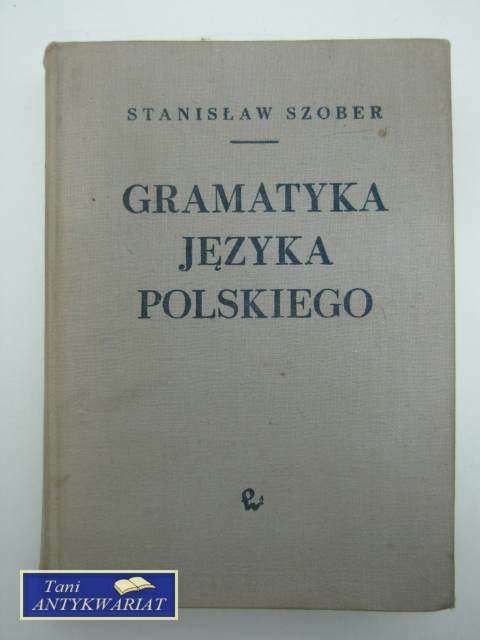 STANISŁAW SZOBER
GRAMATYKA
JĘZYKA
POLSKIEGO
Tani
ANTYKWARIAT